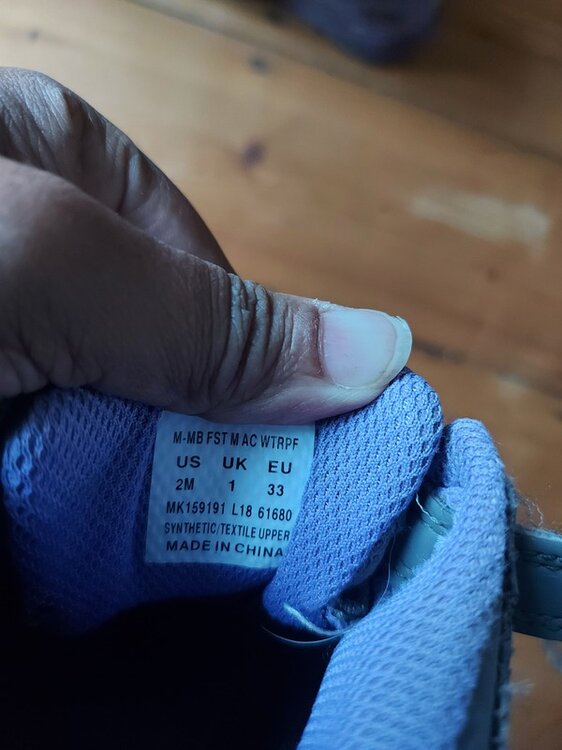 M-MB FST M AC WTRPF
US UK EU
2M 1 33
MK159191 L18 61680
SYNTHETIC/TEXTILE UPPER
MADE IN CHINA